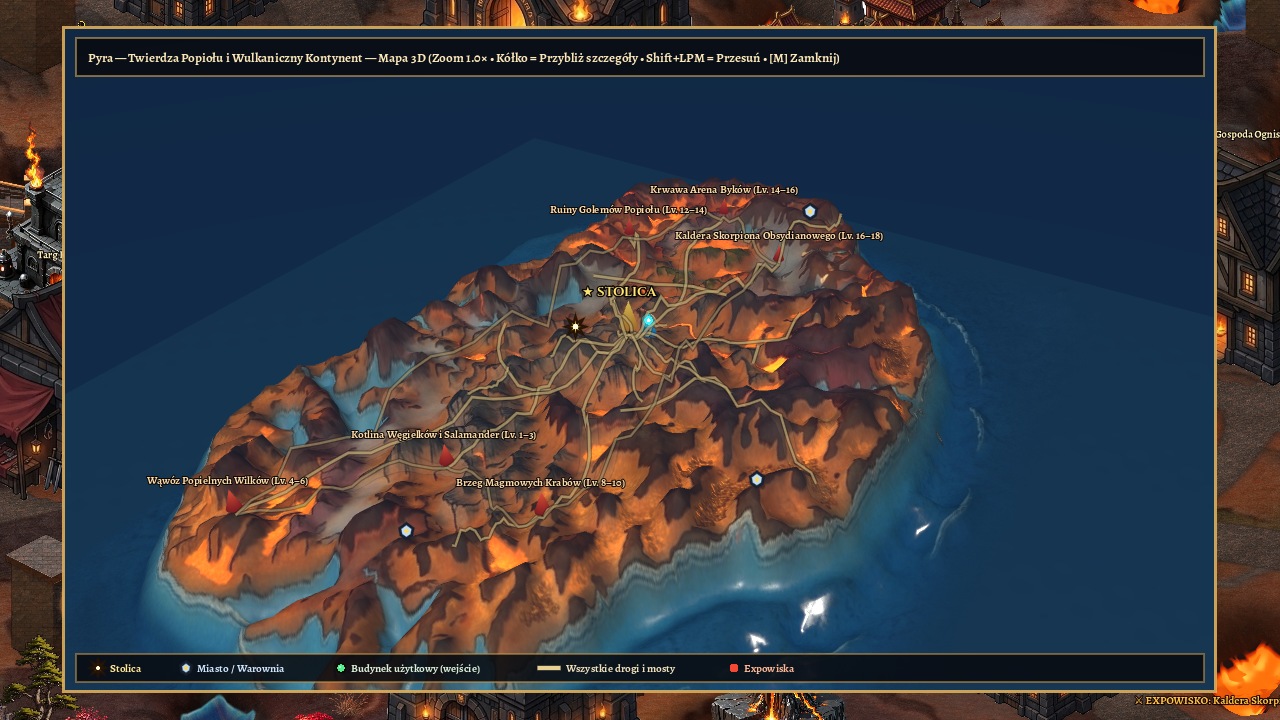 Pyra — Twierdza Popiołu i Wulkaniczny Kontynent — Mapa 3D (Zoom 1.0× • Kółko = Przybliż szczegóły • Shift+LPM = Przesuń • [M] Zamknij)
Gospoda Ognis
Krwawa Arena Byków (Lv. 14–16)
Ruiny Golemów Popiołu (Lv. 12–14)
Kaldera Skorpiona Obsydianowego (Lv. 16–18)
Targ
★ STOLICA
Kotlina Węgielków i Salamander (Lv. 1–3)
Wąwóz Popielnych Wilków (Lv. 4–6)
Brzeg Magmowych Krabów (Lv. 8–10)
Stolica
Miasto / Warownia
Budynek użytkowy (wejście)
Wszystkie drogi i mosty
Expowiska
⚔ EXPOWISKO: Kaldera Skorp